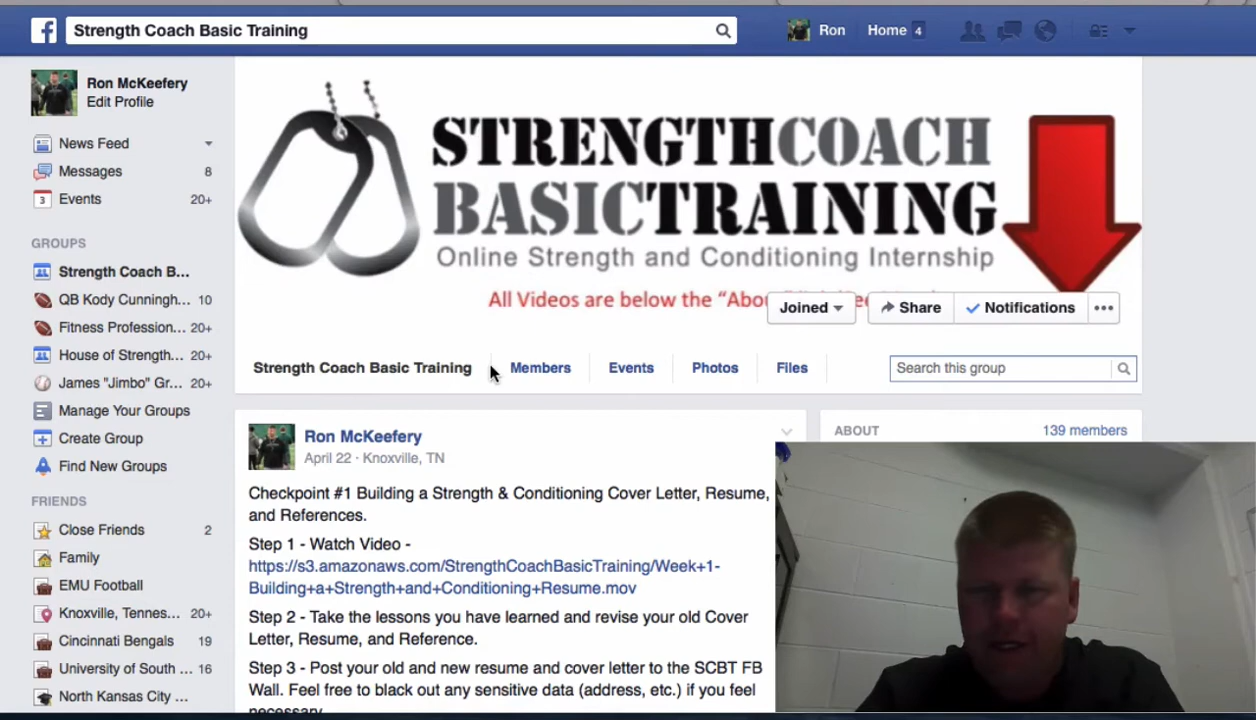 Strength Coach Basic Training
Ron
Home 4
Ron McKeefery
Edit Profile
News Feed
Messages 8
3 Events 20+
GROUPS
Strength Coach B...
QB Kody Cunningh... 10
Fitness Profession... 20+
House of Strength... 20+
James "Jimbo" Gr... 20+
Manage Your Groups
Create Group
Find New Groups
FRIENDS
Close Friends 2
Family
EMU Football
Knoxville, Tennes... 20+
Cincinnati Bengals 19
University of South ... 16
North Kansas City ...
STRENGTHCOACH
BASICTRAINING
Online Strength and Conditioning Internship
All Videos are below the
Joined
Share
Notifications
Strength Coach Basic Training
Members
Events
Photos
Files
Search this group
Ron McKeefery
April 22 · Knoxville, TN
Checkpoint #1 Building a Strength & Conditioning Cover Letter, Resume,
and References.
Step 1 - Watch Video -
https://s3.amazonaws.com/StrengthCoachBasicTraining/Week+1-
Building+a+Strength+and+Conditioning+Resume.mov
Step 2 - Take the lessons you have learned and revise your old Cover
Letter, Resume, and Reference.
Step 3 - Post your old and new resume and cover letter to the SCBT FB
Wall. Feel free to black out any sensitive data (address, etc.) if you feel
necessary.
ABOUT
139 members